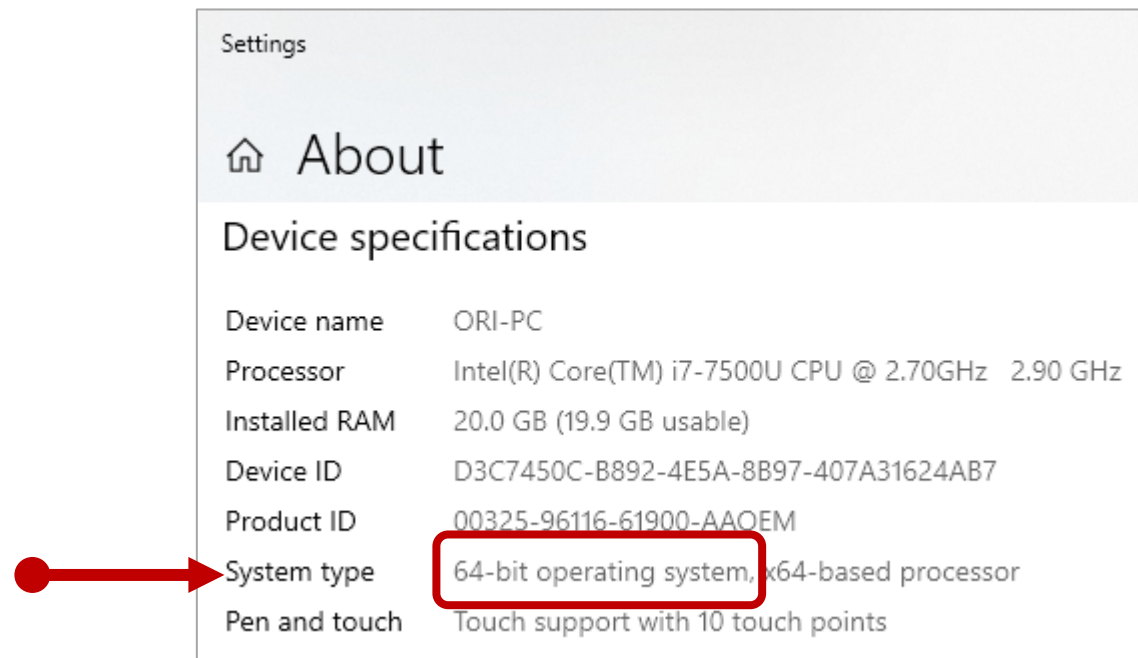 Settings
About
Device specifications
Device name ORI-PC
Processor Intel(R) Core(TM) i7-7500U CPU @ 2.70GHz 2.90 GHz
Installed RAM 20.0 GB (19.9 GB usable)
Device ID D3C7450C-B892-4E5A-8B97-407A31624AB7
Product ID 00325-96116-61900-AAOEM
System type 64-bit operating system, x64-based processor
Pen and touch Touch support with 10 touch points